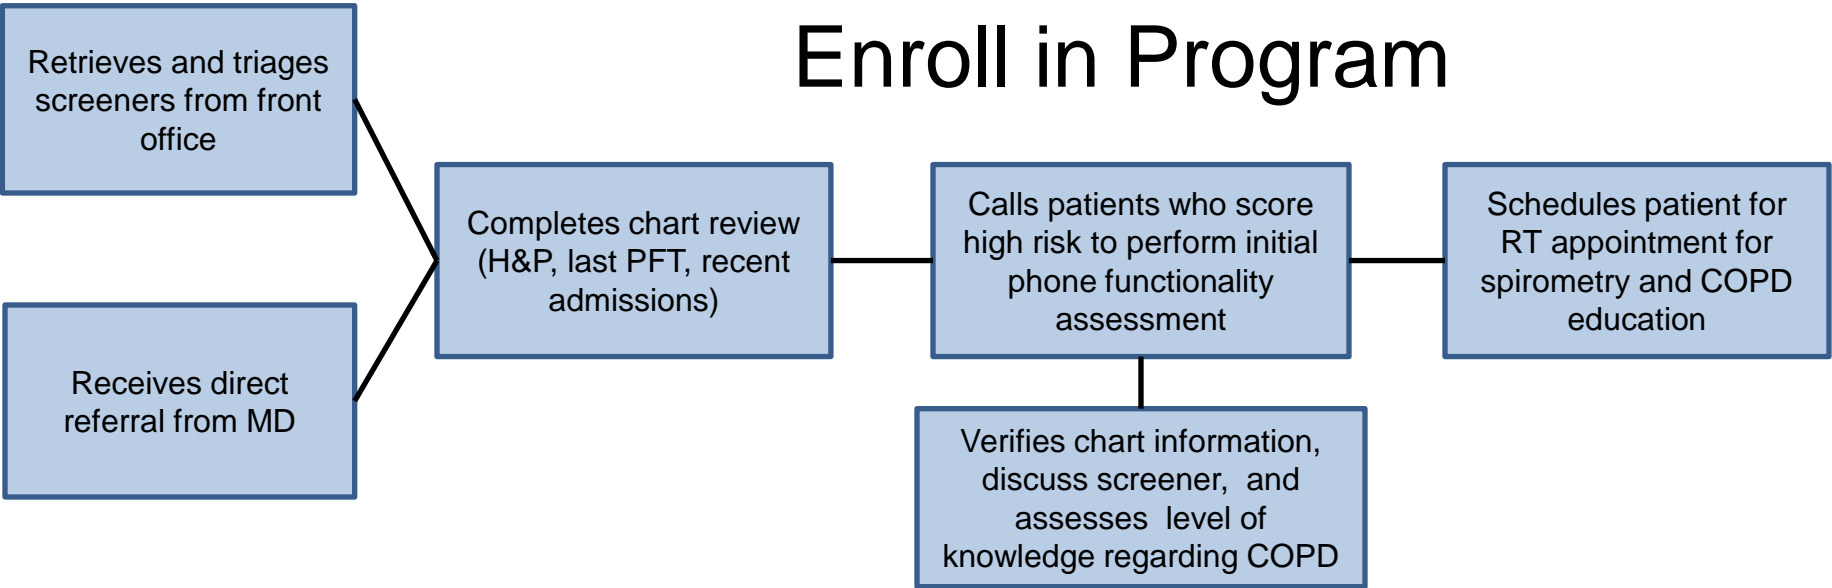 Enroll in Program
Retrieves and triages
screeners from front
office
Receives direct
referral from MD
Completes chart review
(H&P, last PFT, recent
admissions)
Calls patients who score
high risk to perform initial
phone functionality
assessment
Verifies chart information,
discuss screener, and
assesses level of
knowledge regarding COPD
Schedules patient for
RT appointment for
spirometry and COPD
education